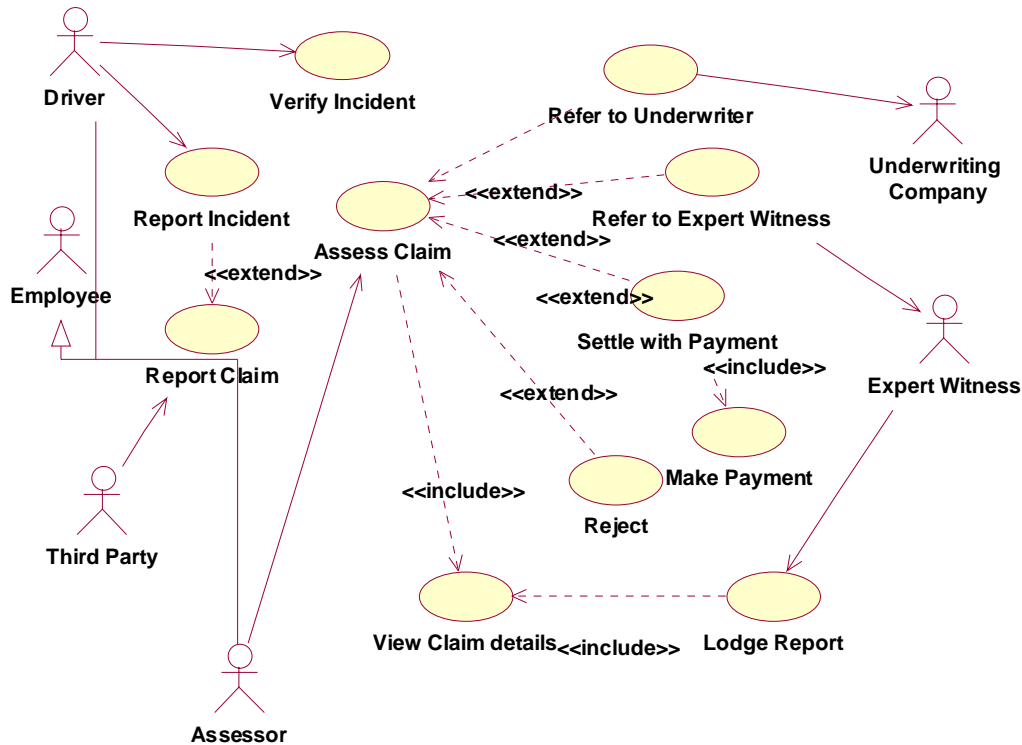 Driver
Verify Incident
Refer to Underwriter
Underwriting
Company
Report Incident
<<extend>>
Refer to Expert Witness
Assess Claim
<<extend>>
Employee
<<extend>>
<<extend>>
Report Claim
Settle with Payment
<<include>>
Expert Witness
<<extend>>
Make Payment
<<include>>
Reject
Third Party
View Claim details
<<include>>
Lodge Report
Assessor